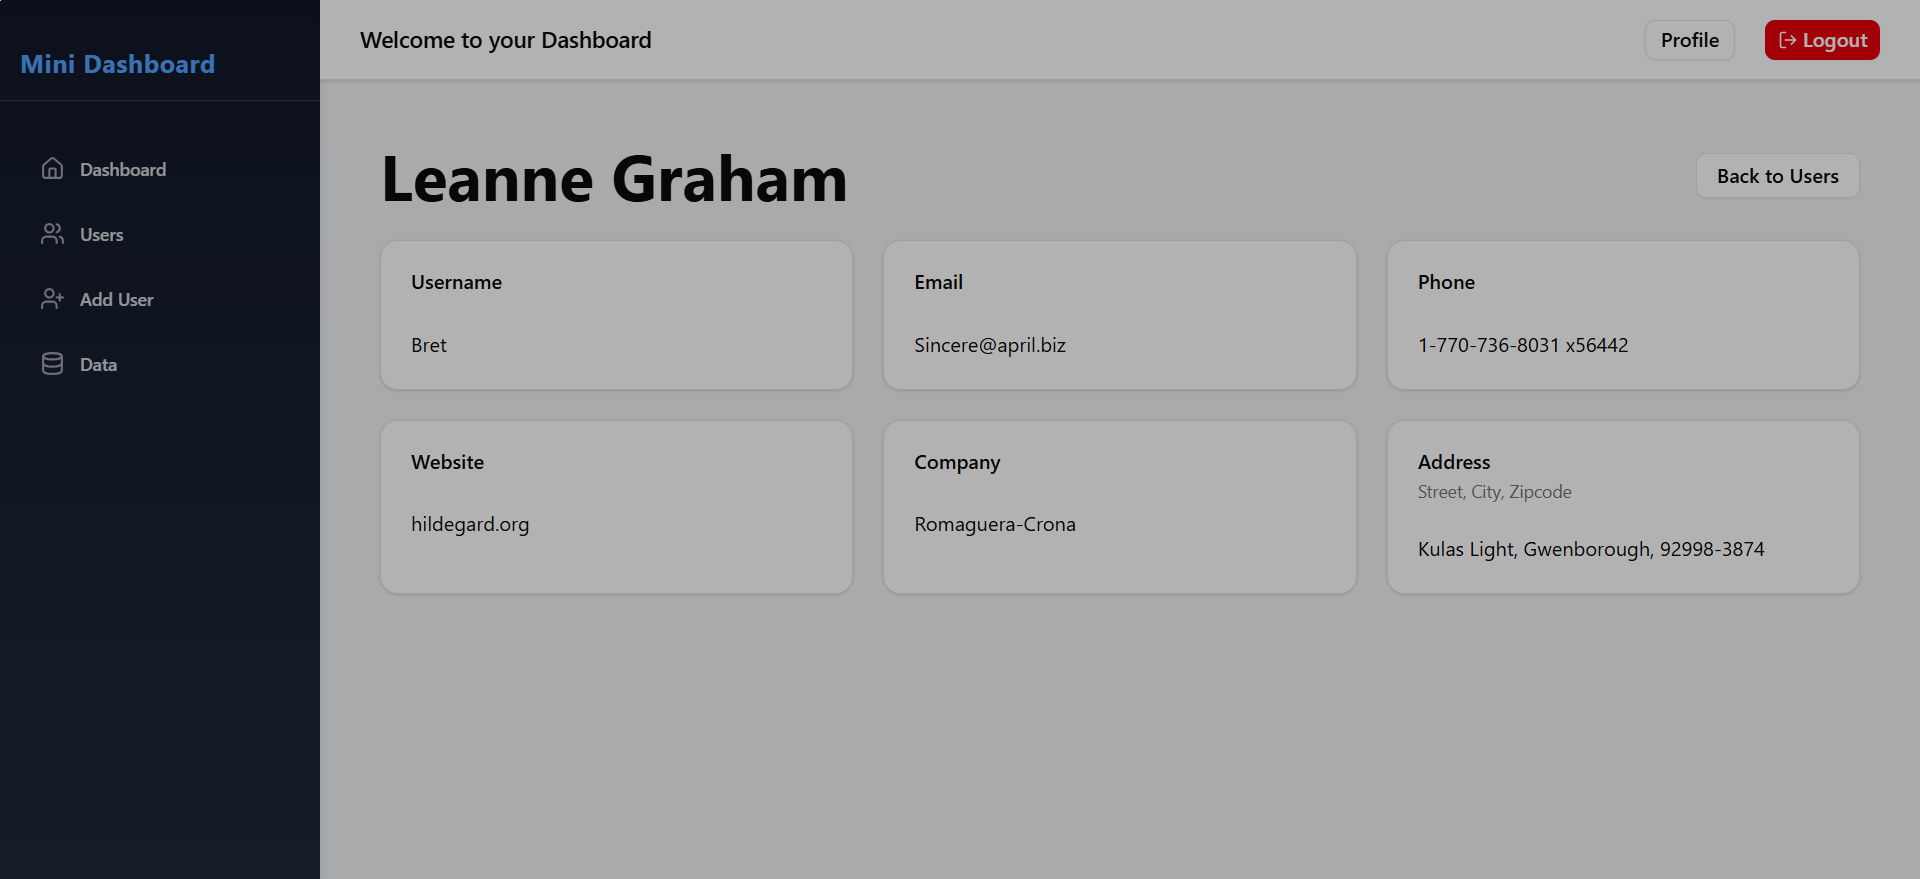 Mini Dashboard
Dashboard
Users
Add User
Data
Welcome to your Dashboard
Profile
Logout
Leanne Graham
Back to Users
Username
Bret
Email
Sincere@april.biz
Phone
1-770-736-8031 x56442
Website
hildegard.org
Company
Romaguera-Crona
Address
Street, City, Zipcode
Kulas Light, Gwenborough, 92998-3874